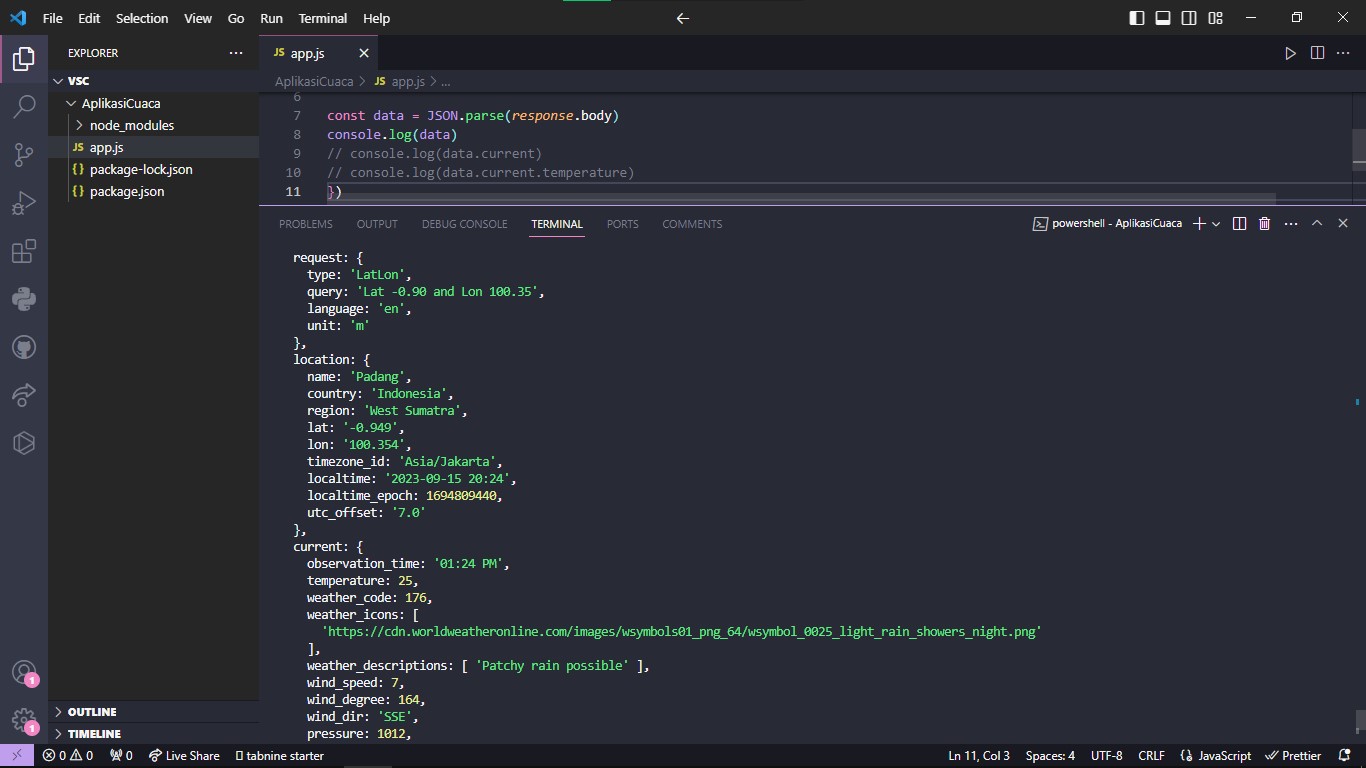 File Edit Selection View Go Run Terminal Help
EXPLORER
JS app.js
VSC
AplikasiCuaca
node_modules
JS app.js
{} package-lock.json
{} package.json
OUTLINE
TIMELINE
AplikasiCuaca > JS app.js > ...
6
7 const data = JSON.parse(response.body)
8 console.log(data)
9 // console.log(data.current)
10 // console.log(data.current.temperature)
11 })
PROBLEMS OUTPUT DEBUG CONSOLE TERMINAL PORTS COMMENTS
powershell - AplikasiCuaca
request: {
type: 'LatLon',
query: 'Lat -0.90 and Lon 100.35',
language: 'en',
unit: 'm'
},
location: {
name: 'Padang',
country: 'Indonesia',
region: 'West Sumatra',
lat: '-0.949',
lon: '100.354',
timezone_id: 'Asia/Jakarta',
localtime: '2023-09-15 20:24',
localtime_epoch: 1694809440,
utc_offset: '7.0'
},
current: {
observation_time: '01:24 PM',
temperature: 25,
weather_code: 176,
weather_icons: [
'https://cdn.worldweatheronline.com/images/wsymbols01_png_64/wsymbol_0025_light_rain_showers_night.png'
],
weather_descriptions: [ 'Patchy rain possible' ],
wind_speed: 7,
wind_degree: 164,
wind_dir: 'SSE',
pressure: 1012,
1
1
0 0 0 Live Share tabnine starter Ln 11, Col 3 Spaces: 4 UTF-8 CRLF {} JavaScript Prettier